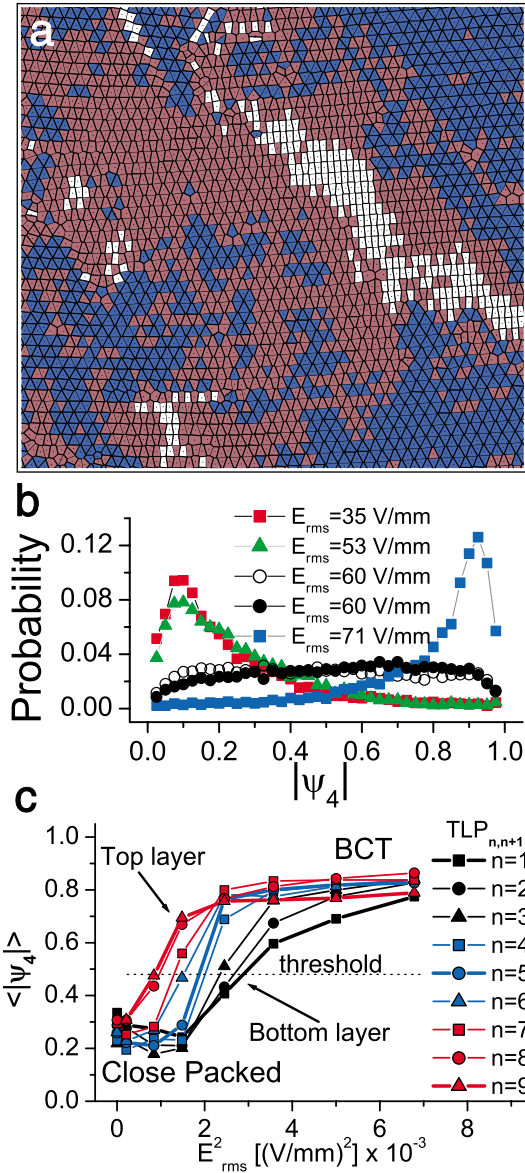 a
b
Probability
0.12
0.08
0.04
0.00
E_rms=35 V/mm
E_rms=53 V/mm
E_rms=60 V/mm
E_rms=60 V/mm
E_rms=71 V/mm
0.0 0.2 0.4 0.6 0.8 1.0
|ψ_4|
c
<|ψ_4|>
1.0
0.8
0.6
0.4
0.2
0.0
Top layer
BCT
threshold
Bottom layer
Close Packed
TLP_n,n+1
n=1
n=2
n=3
n=4
n=5
n=6
n=7
n=8
n=9
0 2 4 6 8
E²_rms [(V/mm)²] x 10⁻³